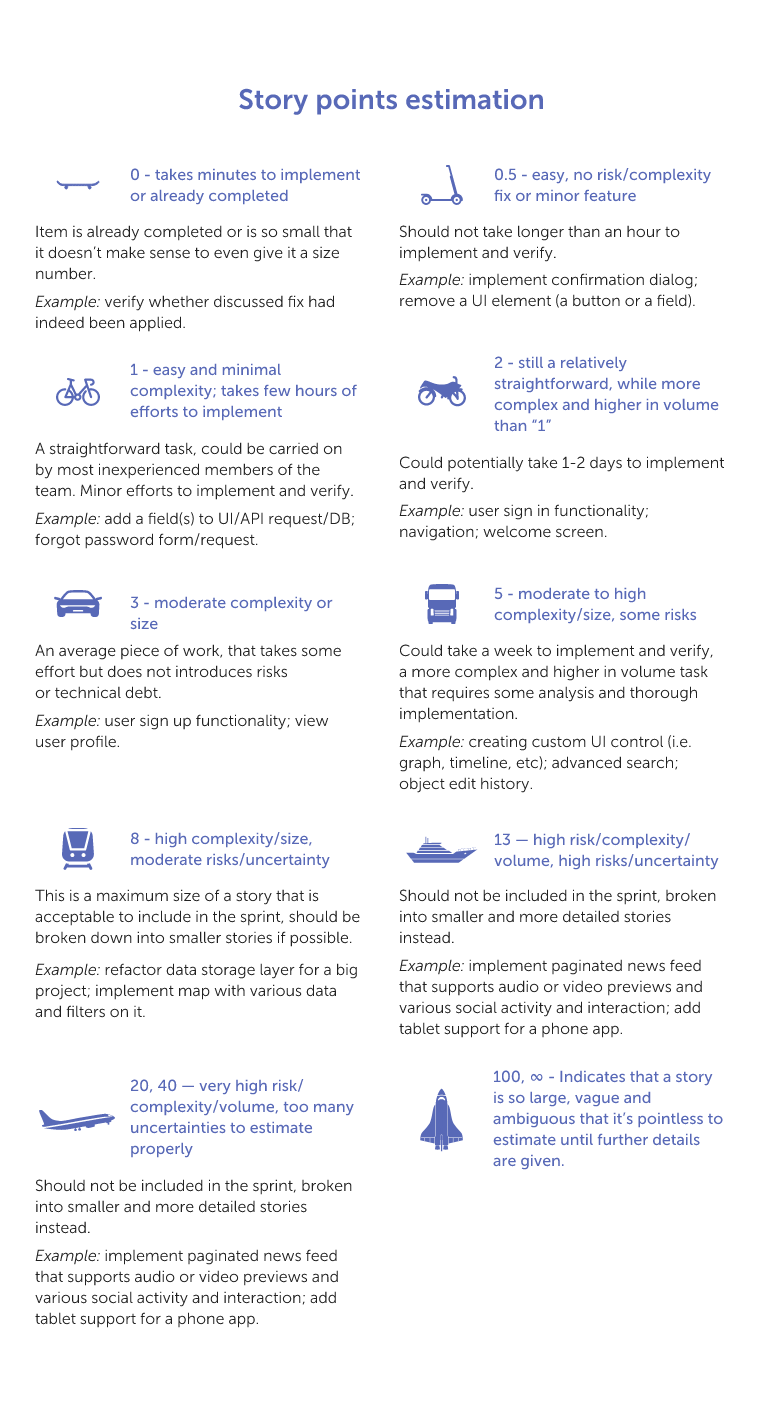 Story points estimation
0 - takes minutes to implement
or already completed
Item is already completed or is so small that
it doesn’t make sense to even give it a size
number.
Example: verify whether discussed fix had
indeed been applied.
0.5 - easy, no risk/complexity
fix or minor feature
Should not take longer than an hour to
implement and verify.
Example: implement confirmation dialog;
remove a UI element (a button or a field).
1 - easy and minimal
complexity; takes few hours of
efforts to implement
A straightforward task, could be carried on
by most inexperienced members of the
team. Minor efforts to implement and verify.
Example: add a field(s) to UI/API request/DB;
forgot password form/request.
2 - still a relatively
straightforward, while more
complex and higher in volume
than “1”
Could potentially take 1-2 days to implement
and verify.
Example: user sign in functionality;
navigation; welcome screen.
3 - moderate complexity or
size
An average piece of work, that takes some
effort but does not introduces risks
or technical debt.
Example: user sign up functionality; view
user profile.
5 - moderate to high
complexity/size, some risks
Could take a week to implement and verify,
a more complex and higher in volume task
that requires some analysis and thorough
implementation.
Example: creating custom UI control (i.e.
graph, timeline, etc); advanced search;
object edit history.
8 - high complexity/size,
moderate risks/uncertainty
This is a maximum size of a story that is
acceptable to include in the sprint, should be
broken down into smaller stories if possible.
Example: refactor data storage layer for a big
project; implement map with various data
and filters on it.
13 — high risk/complexity/
volume, high risks/uncertainty
Should not be included in the sprint, broken
into smaller and more detailed stories
instead.
Example: implement paginated news feed
that supports audio or video previews and
various social activity and interaction; add
tablet support for a phone app.
20, 40 — very high risk/
complexity/volume, too many
uncertainties to estimate
properly
Should not be included in the sprint, broken
into smaller and more detailed stories
instead.
Example: implement paginated news feed
that supports audio or video previews and
various social activity and interaction; add
tablet support for a phone app.
100, ∞ - Indicates that a story
is so large, vague and
ambiguous that it’s pointless to
estimate until further details
are given.